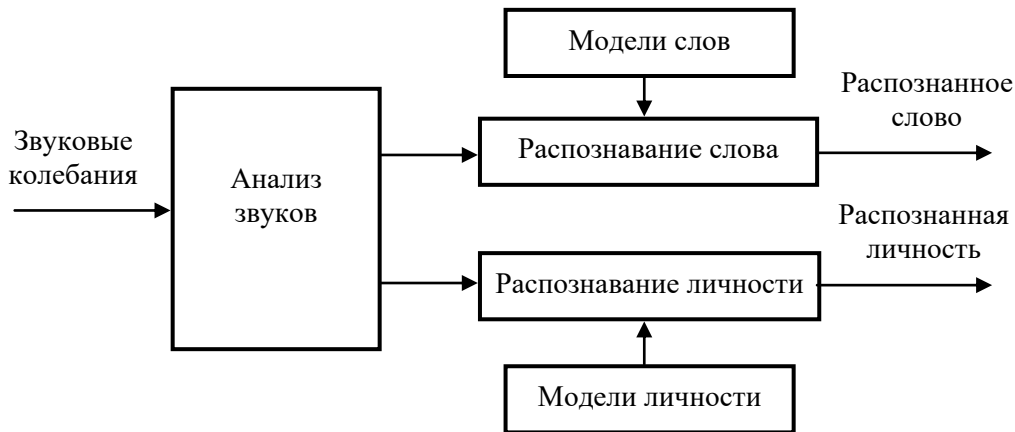 Модели слов
Распознанное
слово
Звуковые
колебания
Анализ
звуков
Распознавание слова
Распознанная
личность
Распознавание личности
Модели личности